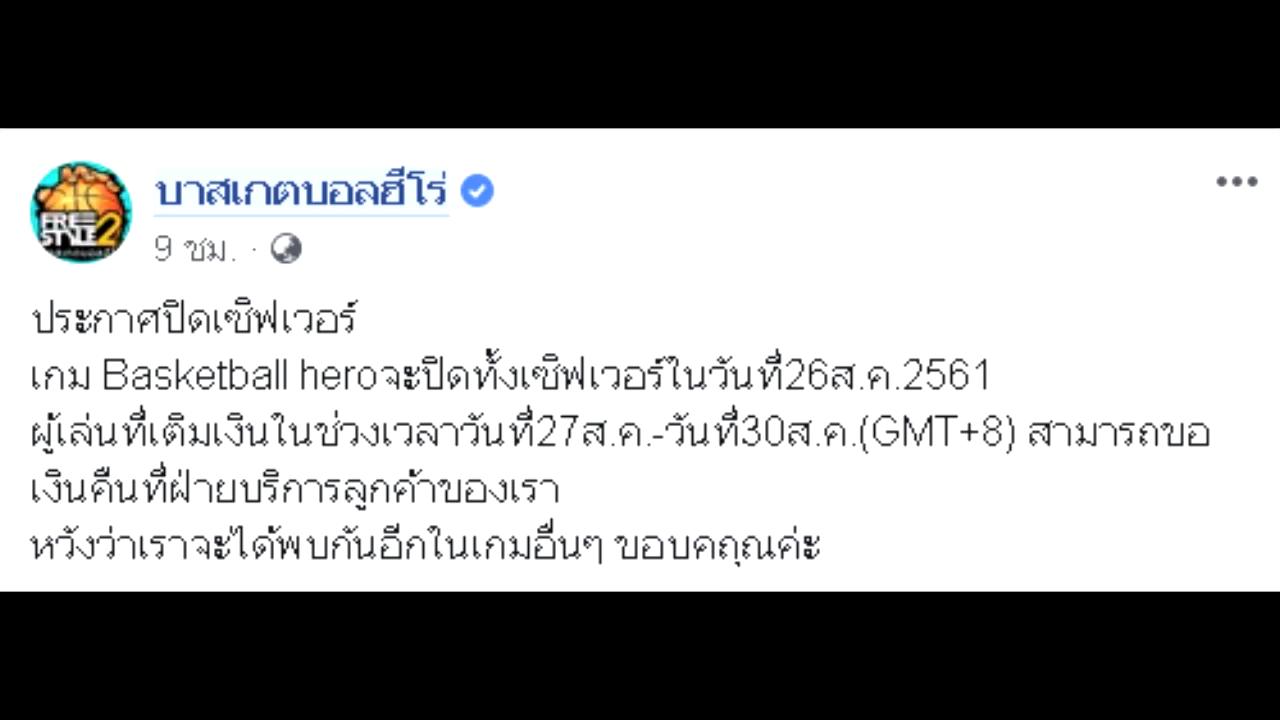 บาสเกตบอลฮีโร่
9 ชม.
FREE
STYLE2
ประกาศปิดเซิฟเวอร์
เกม Basketball heroจะปิดทั้งเซิฟเวอร์ในวันที่26ส.ค.2561
ผู้เล่นที่เติมเงินในช่วงเวลาวันที่27ส.ค.-วันที่30ส.ค.(GMT+8) สามารถขอ
เงินคืนที่ฝ่ายบริการลูกค้าของเรา
หวังว่าเราจะได้พบกันอีกในเกมอื่นๆ ขอบคถุณค่ะ